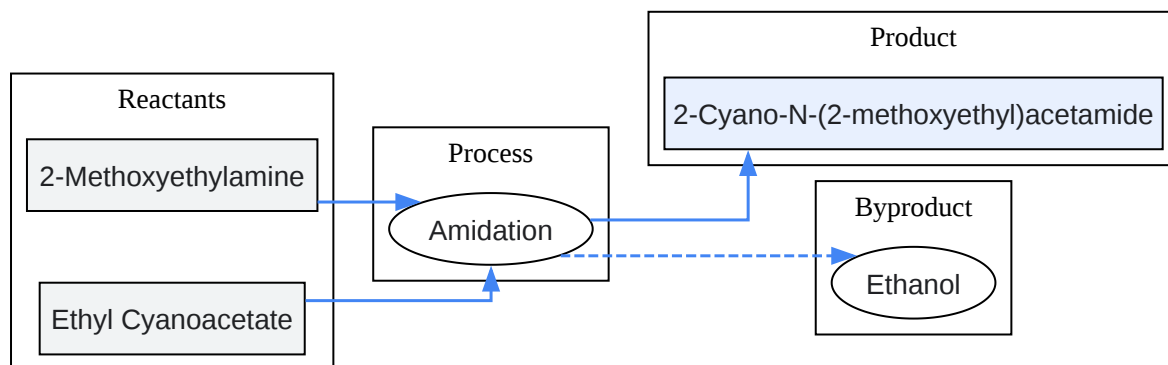 Reactants
2-Methoxyethylamine
Ethyl Cyanoacetate
Process
Amidation
Product
2-Cyano-N-(2-methoxyethyl)acetamide
Byproduct
Ethanol